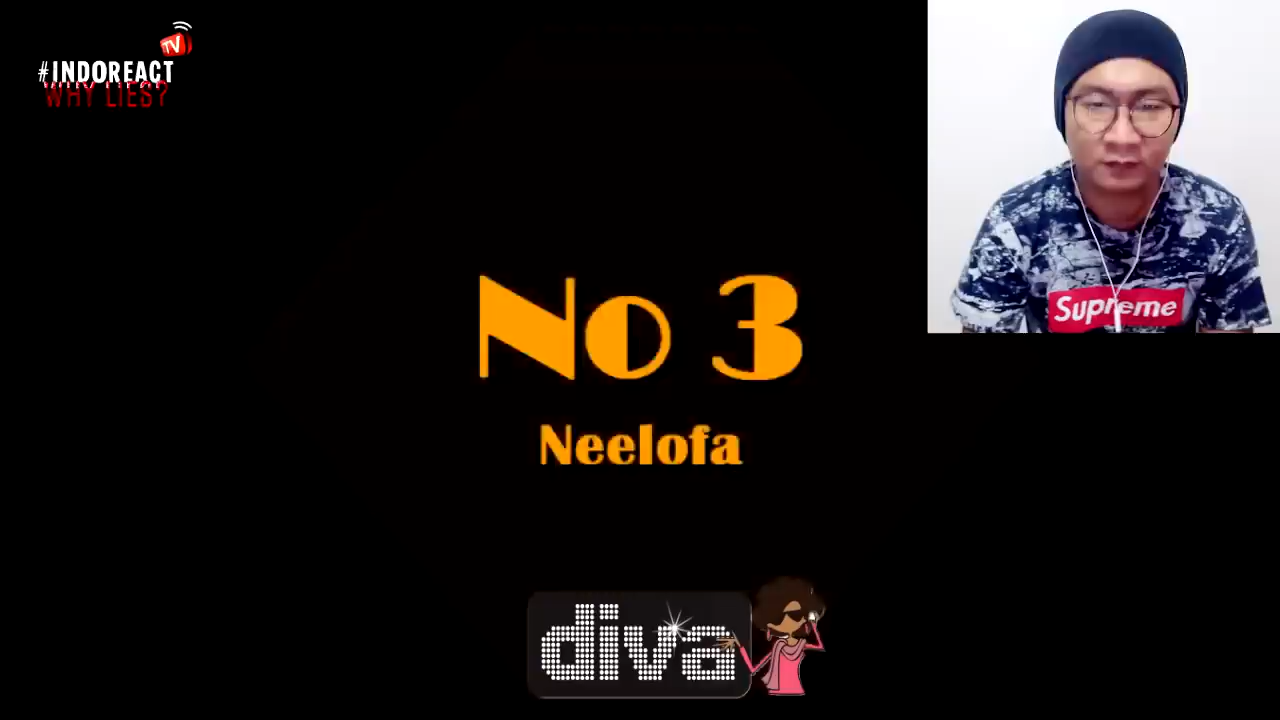 #INDOREACT
TV
WHY LIES?
Supreme
No 3
Neelofa
diva